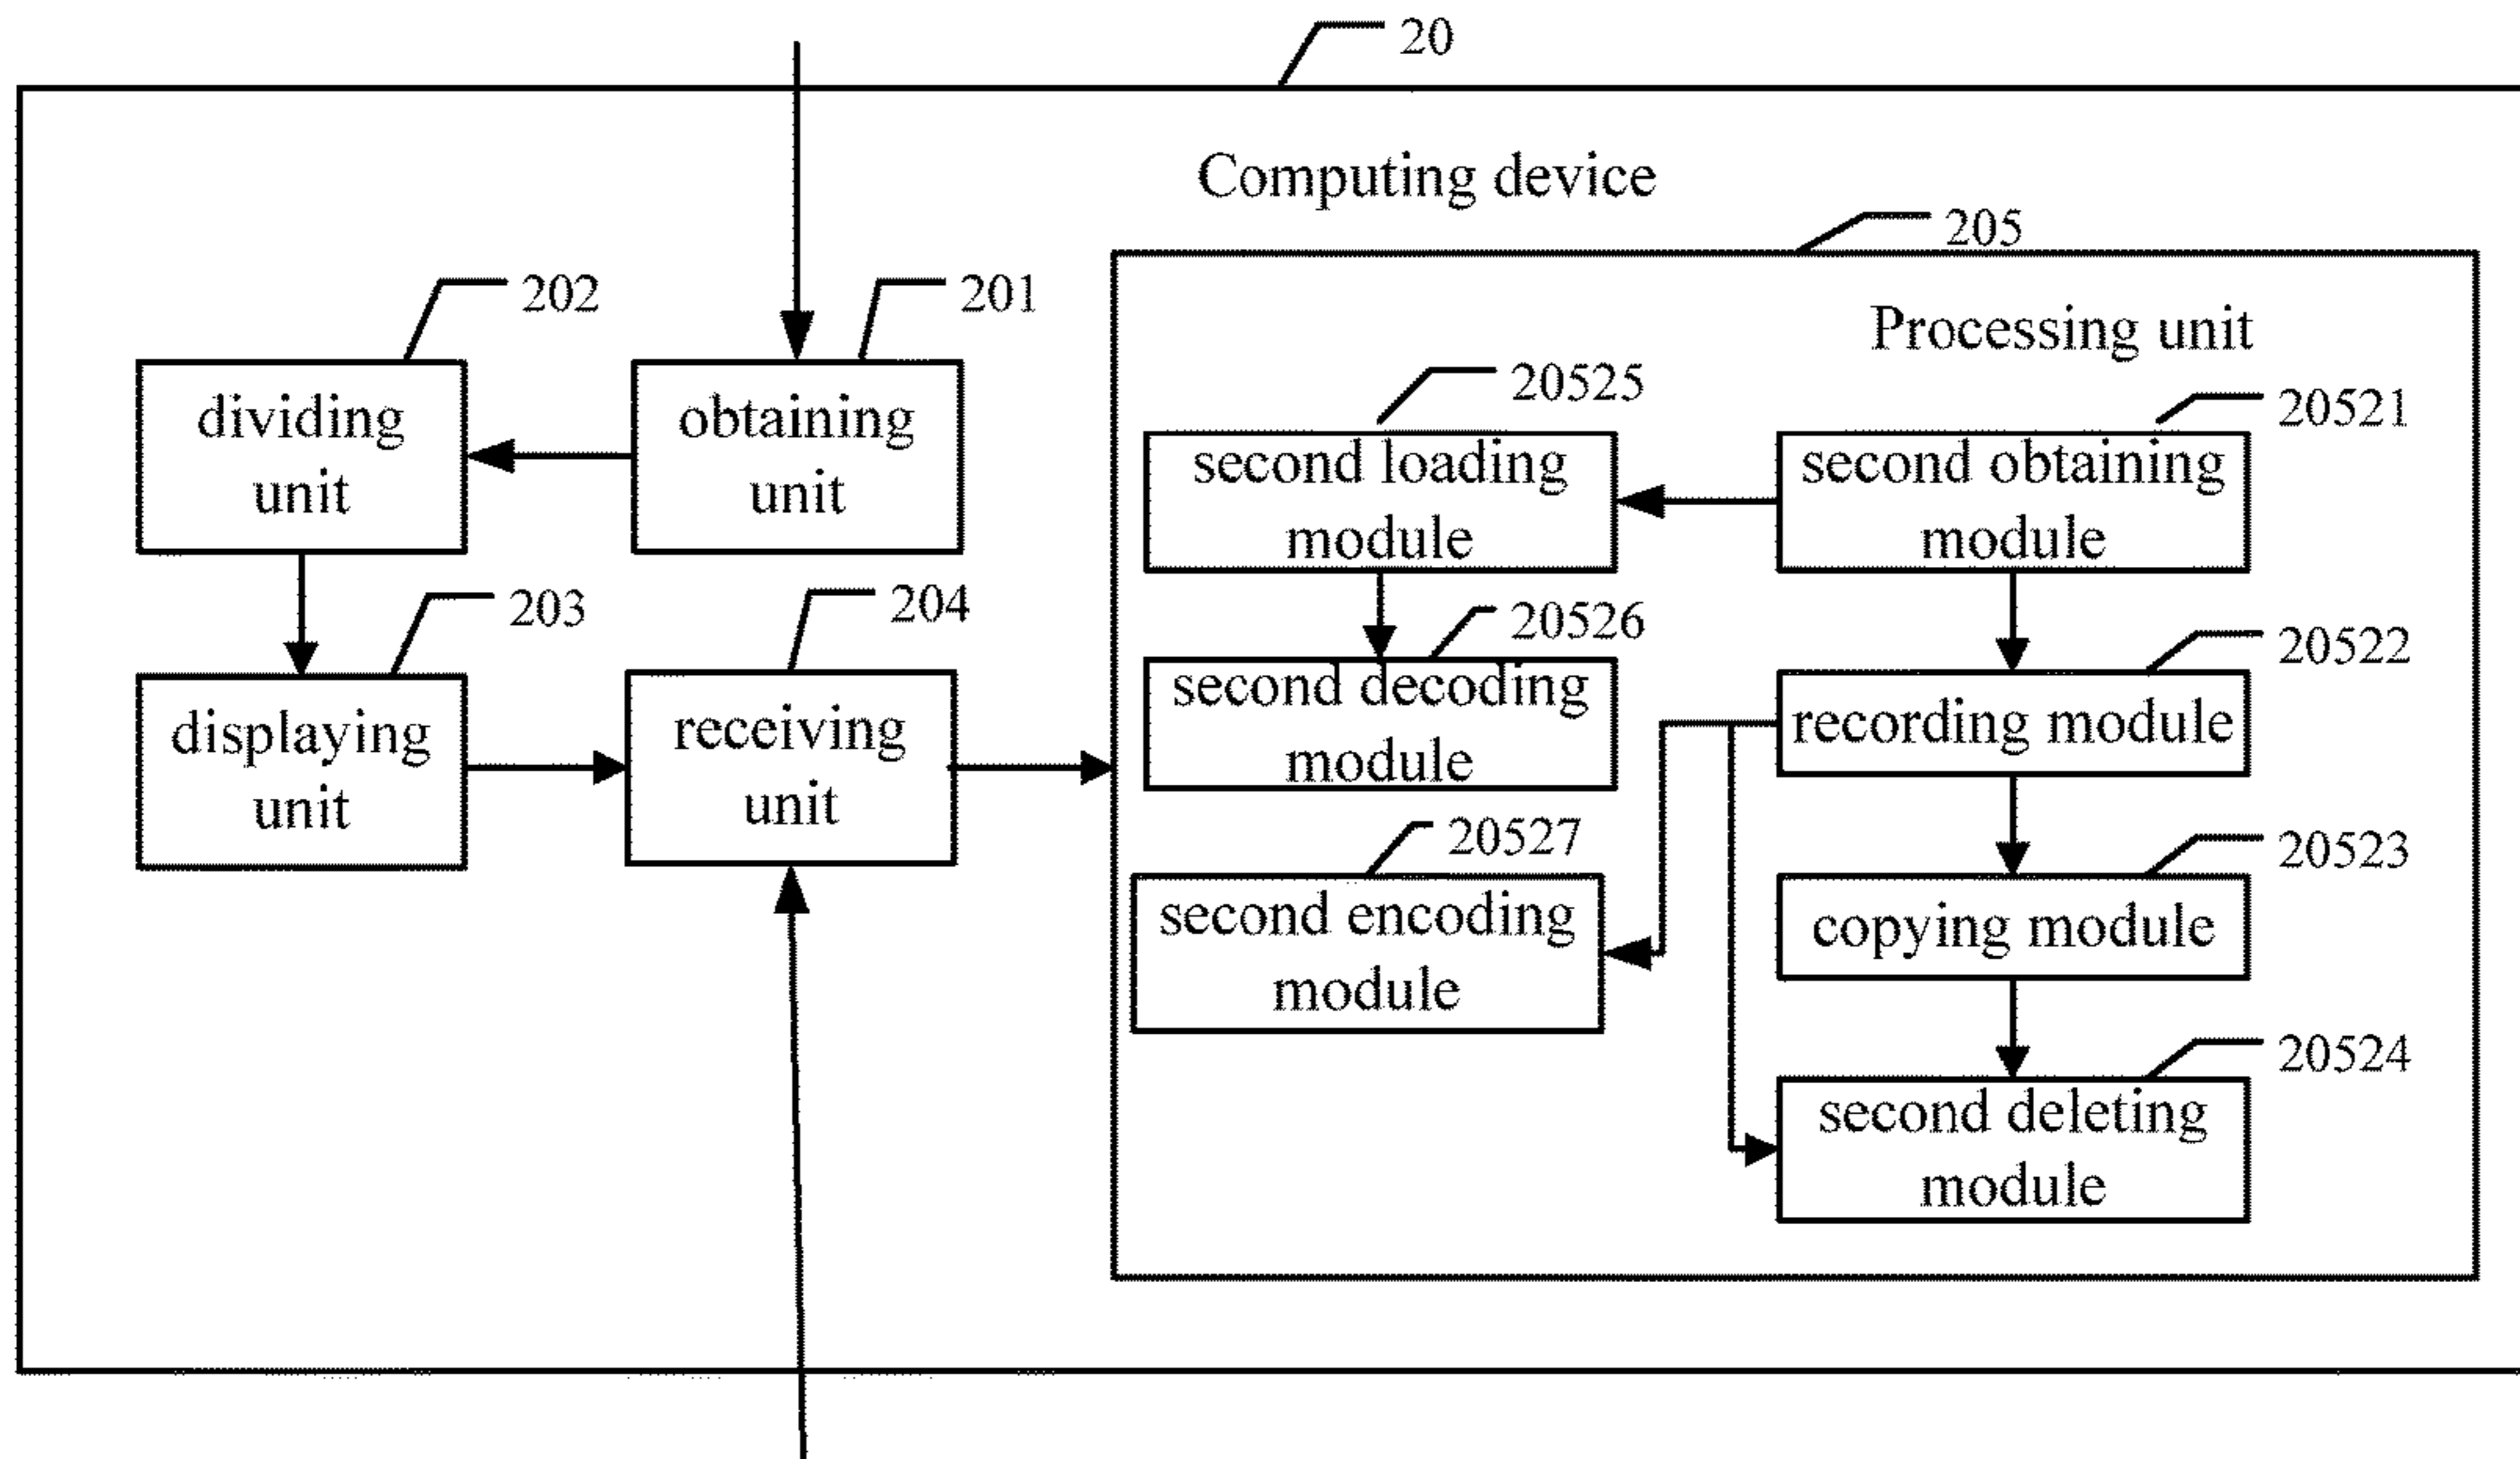 20
Computing device
205
202
201
Processing unit
20525
20521
dividing
unit
obtaining
unit
second loading
module
second obtaining
module
203
204
20526
20522
displaying
unit
receiving
unit
second decoding
module
recording module
20527
20523
second encoding
module
copying module
20524
second deleting
module